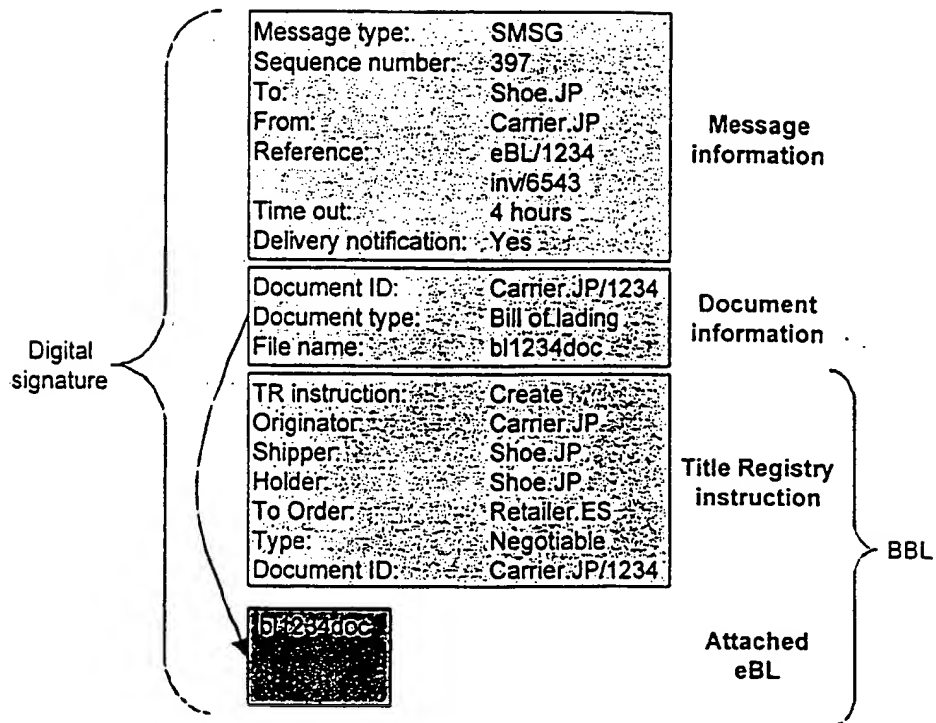 Message type: SMSG
Sequence number: 397
To: Shoe.JP
From: Carrier.JP
Reference: eBL/1234
inv/6543
Time out: 4 hours
Delivery notification: Yes
Message
information
Document ID: Carrier.JP/1234
Document type: Bill of lading
File name: bl1234doc
Document
information
Digital
signature
TR instruction: Create
Originator: Carrier.JP
Shipper: Shoe.JP
Holder: Shoe.JP
To Order: Retailer.ES
Type: Negotiable
Document ID: Carrier.JP/1234
Title Registry
instruction
BBL
bl1234doc
Attached
eBL